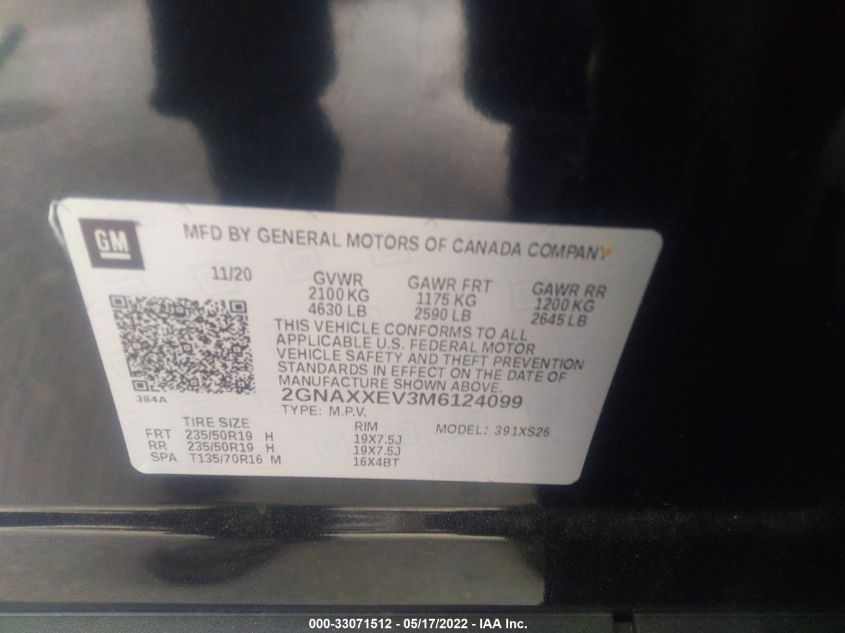 GM
MFD BY GENERAL MOTORS OF CANADA COMPANY
11/20
GVWR
2100 KG
4630 LB
GAWR FRT
1175 KG
2590 LB
GAWR RR
1200 KG
2645 LB
THIS VEHICLE CONFORMS TO ALL
APPLICABLE U.S. FEDERAL MOTOR
VEHICLE SAFETY AND THEFT PREVENTION
STANDARDS IN EFFECT ON THE DATE OF
MANUFACTURE SHOWN ABOVE.
384A
2GNAXXEV3M6124099
TYPE: M.P.V.
TIRE SIZE RIM MODEL: 391XS26
FRT 235/50R19 H 19X7.5J
RR 235/50R19 H 19X7.5J
SPA T135/70R16 M 16X4BT
000-33071512 - 05/17/2022 - IAA Inc.